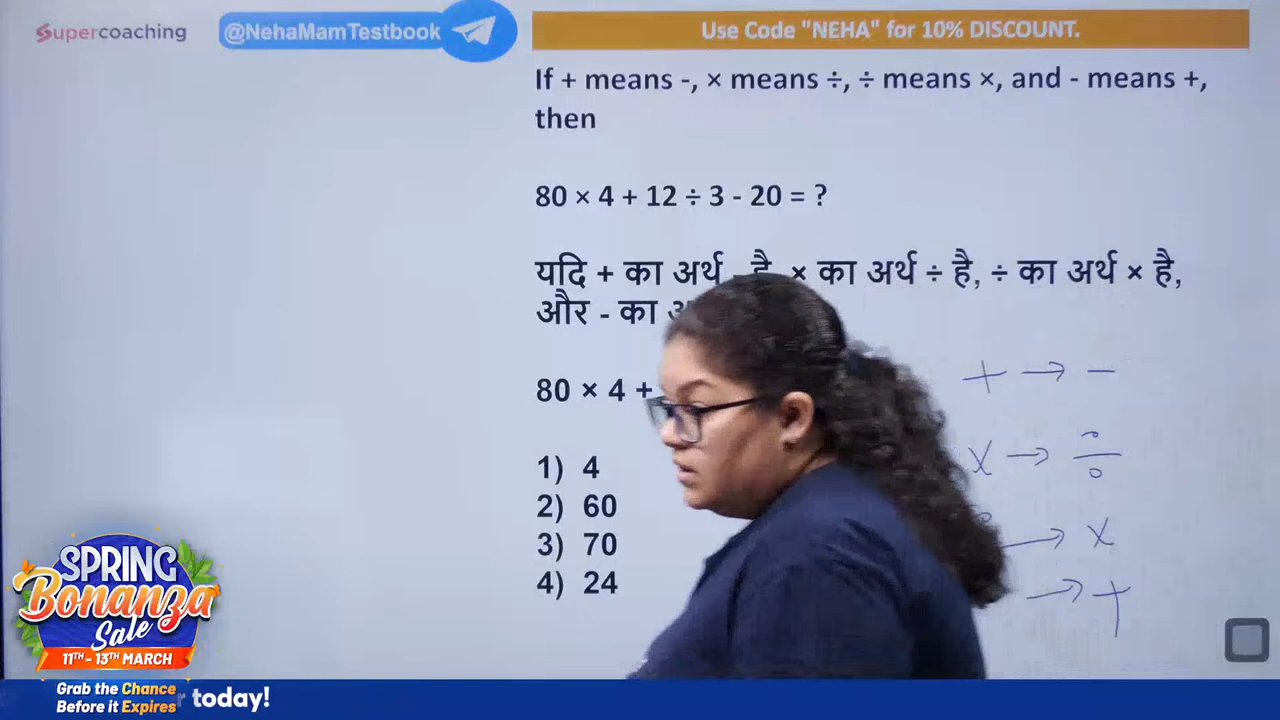 Supercoaching
@NehaMamTestbook
Use Code "NEHA" for 10% DISCOUNT.
If + means -, × means ÷, ÷ means ×, and - means +,
then
80 × 4 + 12 ÷ 3 - 20 = ?
यदि + का अर्थ - है, × का अर्थ ÷ है, ÷ का अर्थ × है,
और - का
80 × 4 +
1) 4
2) 60
3) 70
4) 24
+ → -
× → ÷
→ ×
→ +
SPRING
Bonanza
Sale
11TH - 13TH MARCH
Grab the Chance
Before it Expires
today!